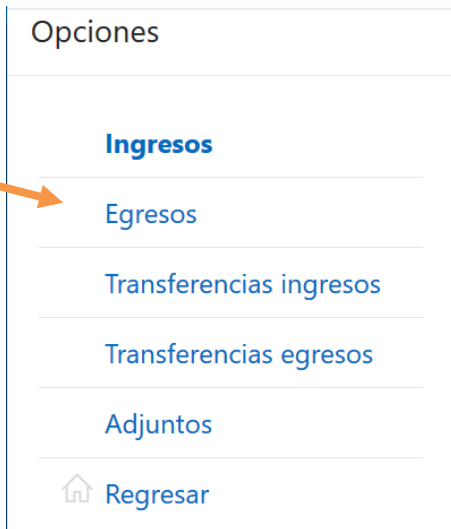 Opciones
Ingresos
Egresos
Transferencias ingresos
Transferencias egresos
Adjuntos
Regresar